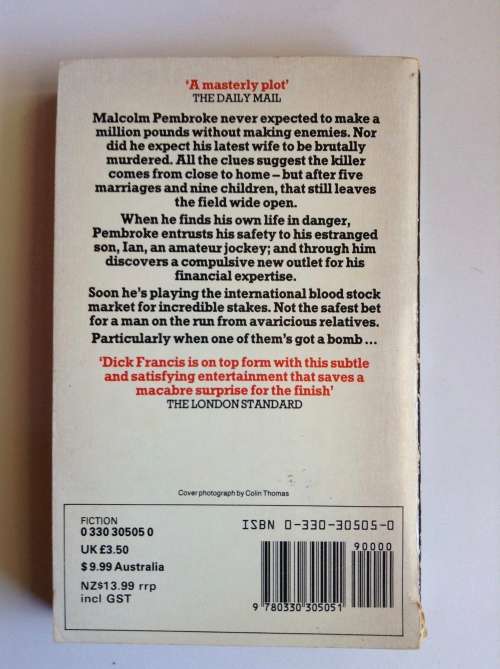 'A masterly plot'
THE DAILY MAIL
Malcolm Pembroke never expected to make a
million pounds without making enemies. Nor
did he expect his latest wife to be brutally
murdered. All the clues suggest the killer
comes from close to home – but after five
marriages and nine children, that still leaves
the field wide open.
When he finds his own life in danger,
Pembroke entrusts his safety to his estranged
son, Ian, an amateur jockey; and through him
discovers a compulsive new outlet for his
financial expertise.
Soon he's playing the international blood stock
market for incredible stakes. Not the safest bet
for a man on the run from avaricious relatives.
Particularly when one of them's got a bomb ...
'Dick Francis is on top form with this subtle
and satisfying entertainment that saves a
macabre surprise for the finish'
THE LONDON STANDARD
Cover photograph by Colin Thomas
FICTION
0 330 30505 0
UK £3.50
$ 9.99 Australia
NZ$13.99 rrp
incl GST
ISBN 0-330-30505-0
90000
9 780330 305051